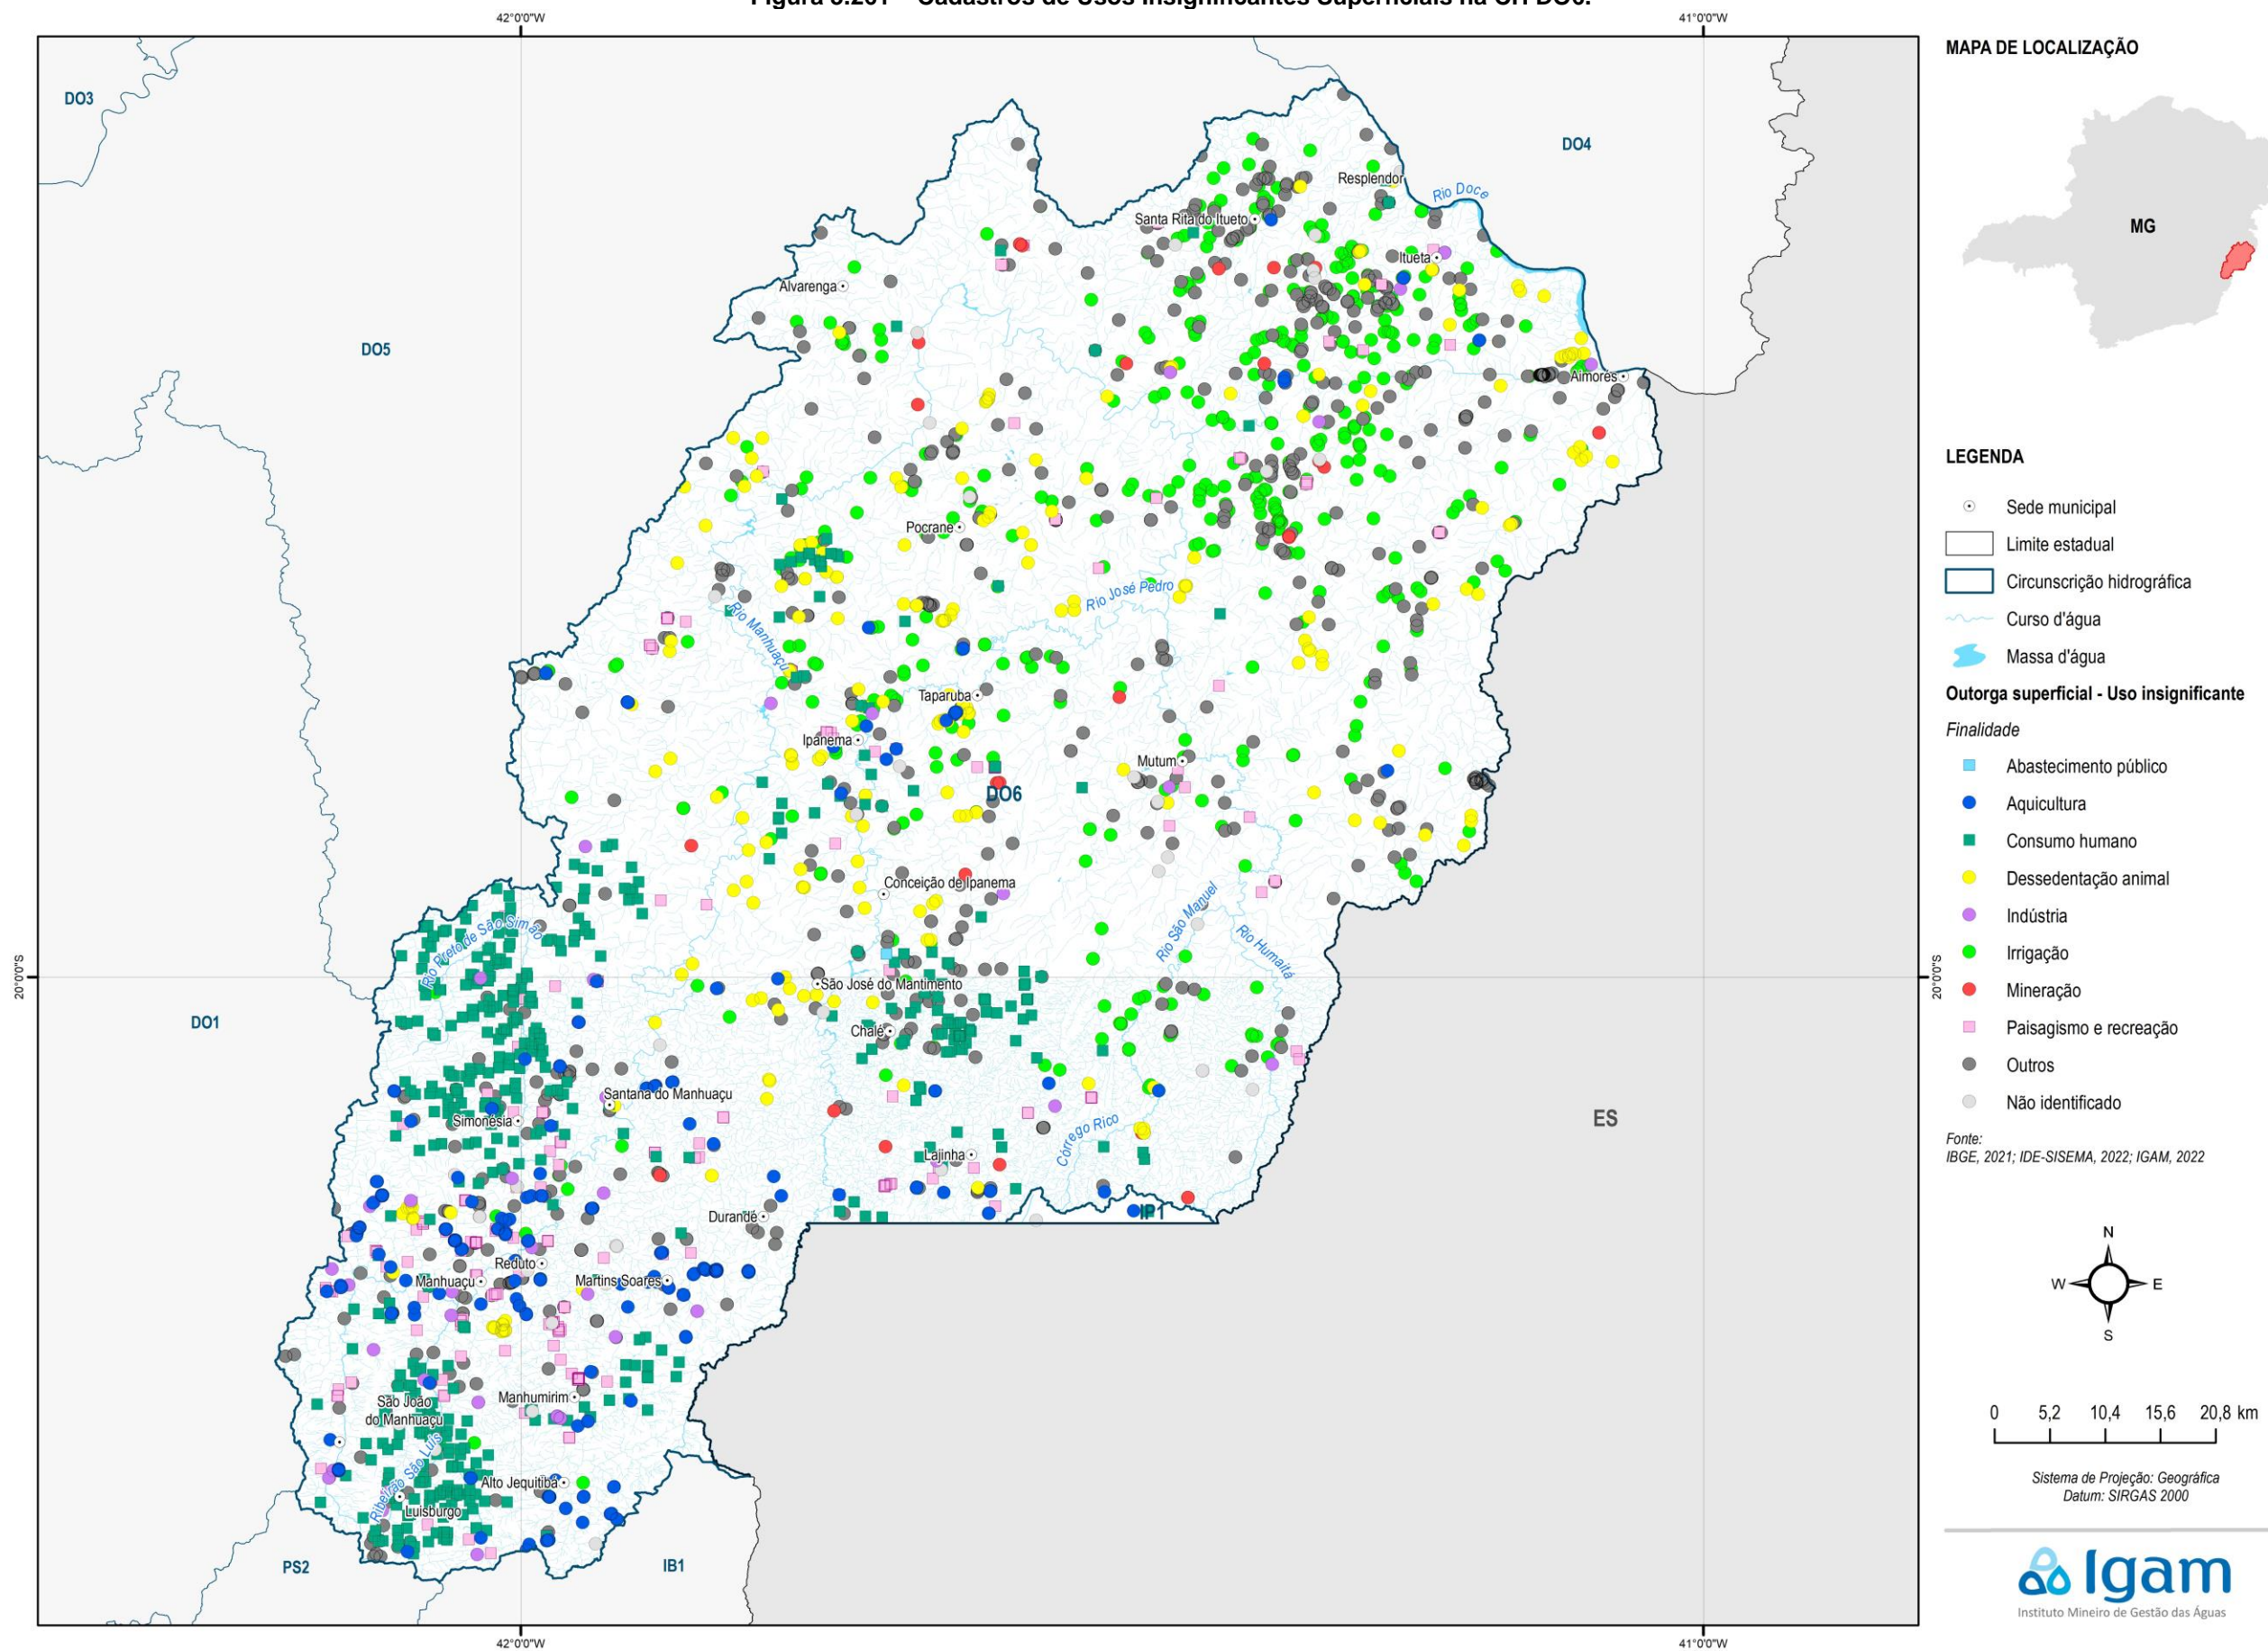 Figura 5.261 – Cadastros de Usos Insignificantes Superficiais na CH DO6.
42°0'0"W
41°0'0"W
MAPA DE LOCALIZAÇÃO
MG
DO3
DO4
DO5
DO1
DO6
ES
IP1
IB1
PS2
Resplendor
Rio Doce
Santa Rita do Itueto
Itueta
Alvarenga
Aimorés
Pocrane
Rio José Pedro
Rio Manhuaçu
Taparuba
Ipanema
Mutum
Conceição de Ipanema
Rio São Manuel
Rio Humaitá
Rio Preto de São Simão
São José do Mantimento
Chalé
Santana do Manhuaçu
Simonésia
Córrego Rico
Lajinha
Durandé
Reduto
Manhuaçu
Martins Soares
Manhumirim
São João
do Manhuaçu
Ribeirão São Luís
Alto Jequitibá
Luisburgo
20°0'0"S
20°0'0"S
42°0'0"W
41°0'0"W
LEGENDA
Sede municipal
Limite estadual
Circunscrição hidrográfica
Curso d'água
Massa d'água
Outorga superficial - Uso insignificante
Finalidade
Abastecimento público
Aquicultura
Consumo humano
Dessedentação animal
Indústria
Irrigação
Mineração
Paisagismo e recreação
Outros
Não identificado
Fonte:
IBGE, 2021; IDE-SISEMA, 2022; IGAM, 2022
N
W E
S
0 5,2 10,4 15,6 20,8 km
Sistema de Projeção: Geográfica
Datum: SIRGAS 2000
Igam
Instituto Mineiro de Gestão das Águas